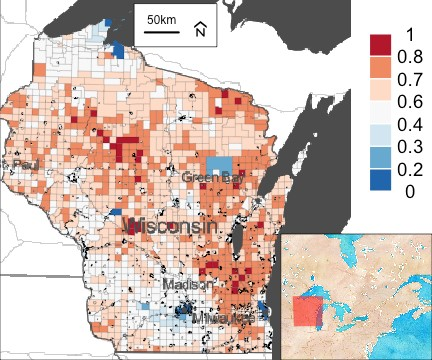 50km
N
1
0.8
0.7
0.6
0.4
0.3
0.2
0
St. Paul
Green Bay
Wisconsin
Madison
Milwaukee